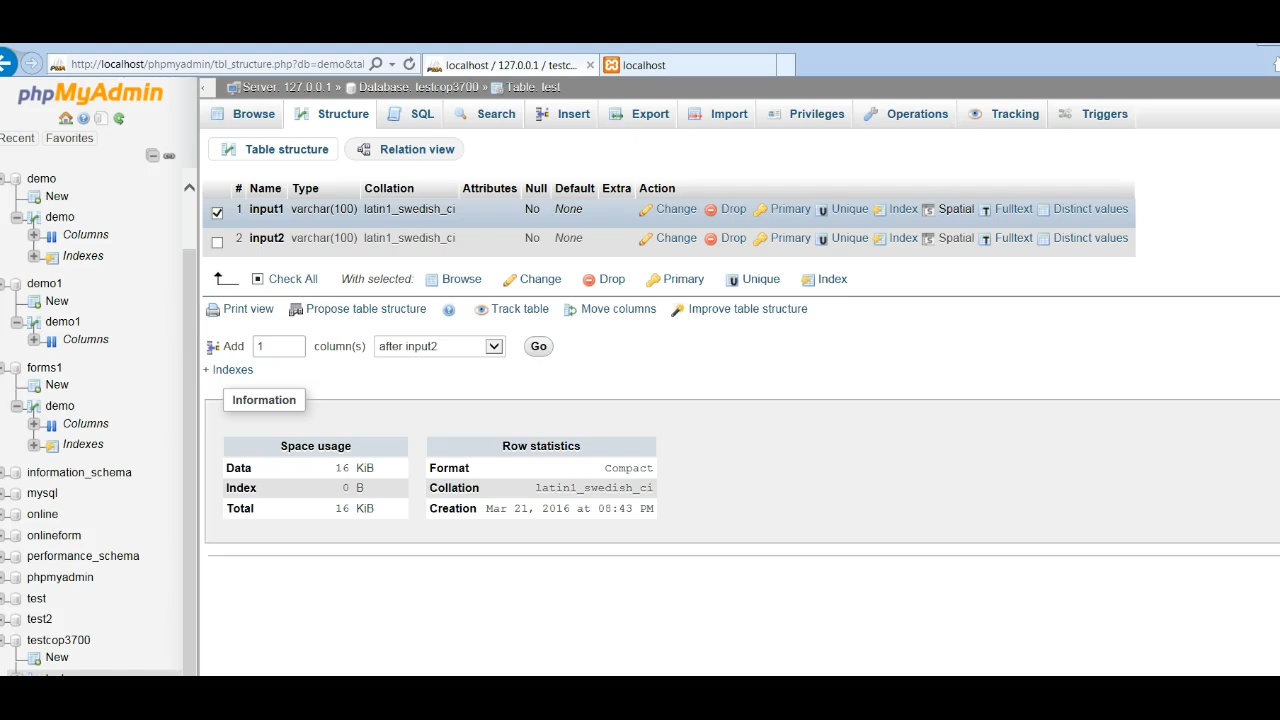 http://localhost/phpmyadmin/tbl_structure.php?db=demo&tal
localhost / 127.0.0.1 / testc...
localhost
phpMyAdmin
Server: 127.0.0.1 » Database: testcop3700 » Table: test
Browse Structure SQL Search Insert Export Import Privileges Operations Tracking Triggers
Recent Favorites
Table structure Relation view
demo
New
demo
Columns
Indexes
demo1
New
demo1
Columns
forms1
New
demo
Columns
Indexes
information_schema
mysql
online
onlineform
performance_schema
phpmyadmin
test
test2
testcop3700
New
# Name Type Collation Attributes Null Default Extra Action
1 input1 varchar(100) latin1_swedish_ci No None Change Drop Primary Unique Index Spatial Fulltext Distinct values
2 input2 varchar(100) latin1_swedish_ci No None Change Drop Primary Unique Index Spatial Fulltext Distinct values
Check All With selected: Browse Change Drop Primary Unique Index
Print view Propose table structure Track table Move columns Improve table structure
Add 1 column(s) after input2 Go
+ Indexes
Information
Space usage
Data 16 KiB
Index 0 B
Total 16 KiB
Row statistics
Format Compact
Collation latin1_swedish_ci
Creation Mar 21, 2016 at 08:43 PM